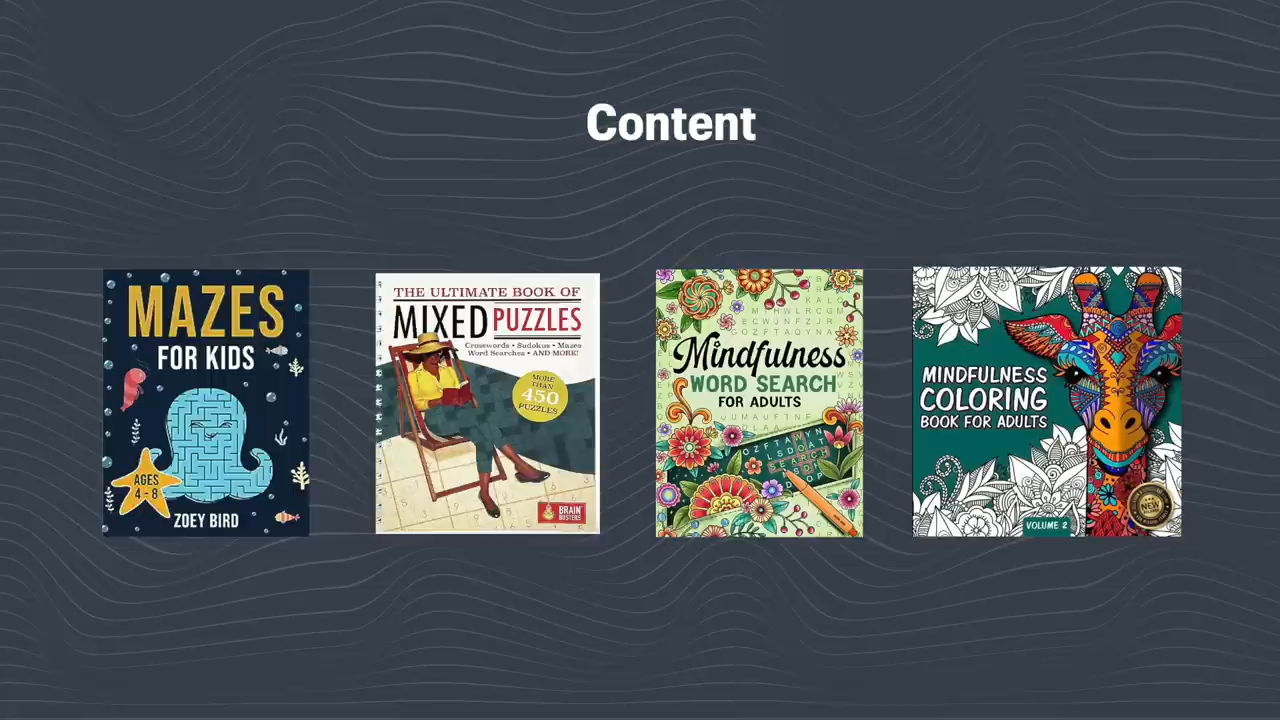 Content
MAZES
FOR KIDS
AGES
4 - 8
ZOEY BIRD
THE ULTIMATE BOOK OF
MIXED PUZZLES
Crosswords • Sudokus • Mazes
Word Searches • AND MORE!
MORE
THAN
450
PUZZLES
BRAIN
BUSTERS
Mindfulness
WORD SEARCH
FOR ADULTS
MINDFULNESS
COLORING
BOOK FOR ADULTS
VOLUME 2
NEW